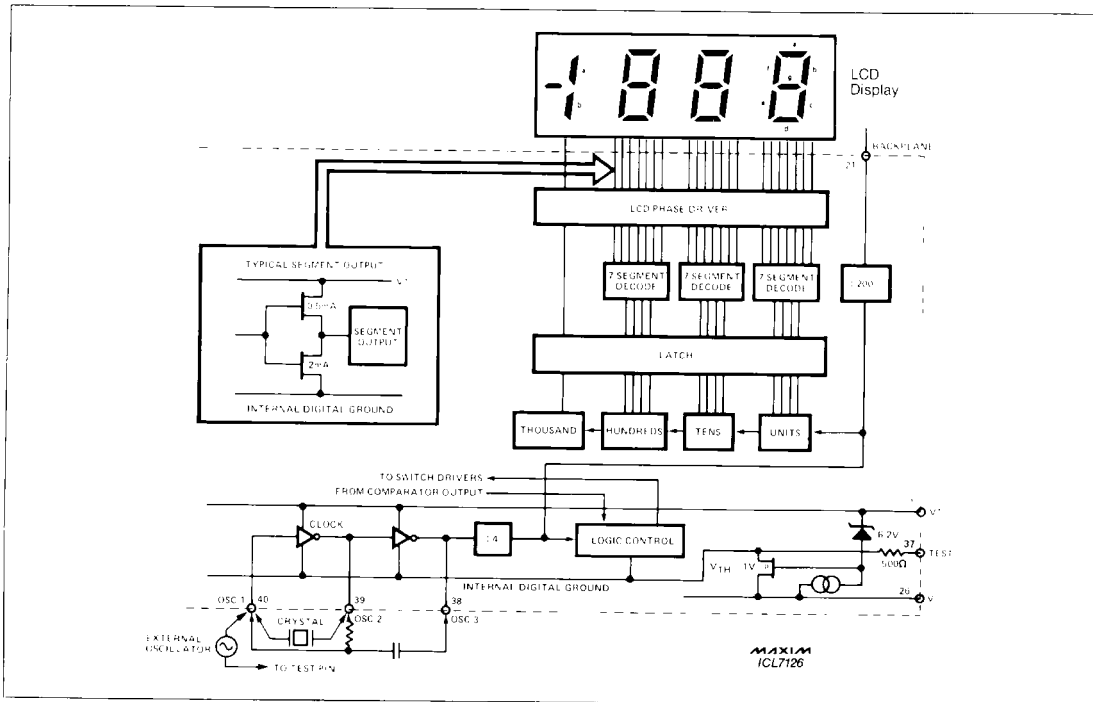 a
a
f
b
g
b
e
c
d
LCD
Display
BACKPLANE
21
LCD PHASE DRIVER
TYPICAL SEGMENT OUTPUT
V+
0.5mA
SEGMENT
OUTPUT
2mA
INTERNAL DIGITAL GROUND
7 SEGMENT
DECODE
7 SEGMENT
DECODE
7 SEGMENT
DECODE
200
LATCH
THOUSAND
HUNDREDS
TENS
UNITS
TO SWITCH DRIVERS
FROM COMPARATOR OUTPUT
V+
CLOCK
6.2V
÷4
LOGIC CONTROL
37
TEST
500Ω
VTH
1V
INTERNAL DIGITAL GROUND
26
V
OSC 1
40
39
OSC 2
38
OSC 3
CRYSTAL
EXTERNAL
OSCILLATOR
TO TEST PIN
MAXIM
ICL7126